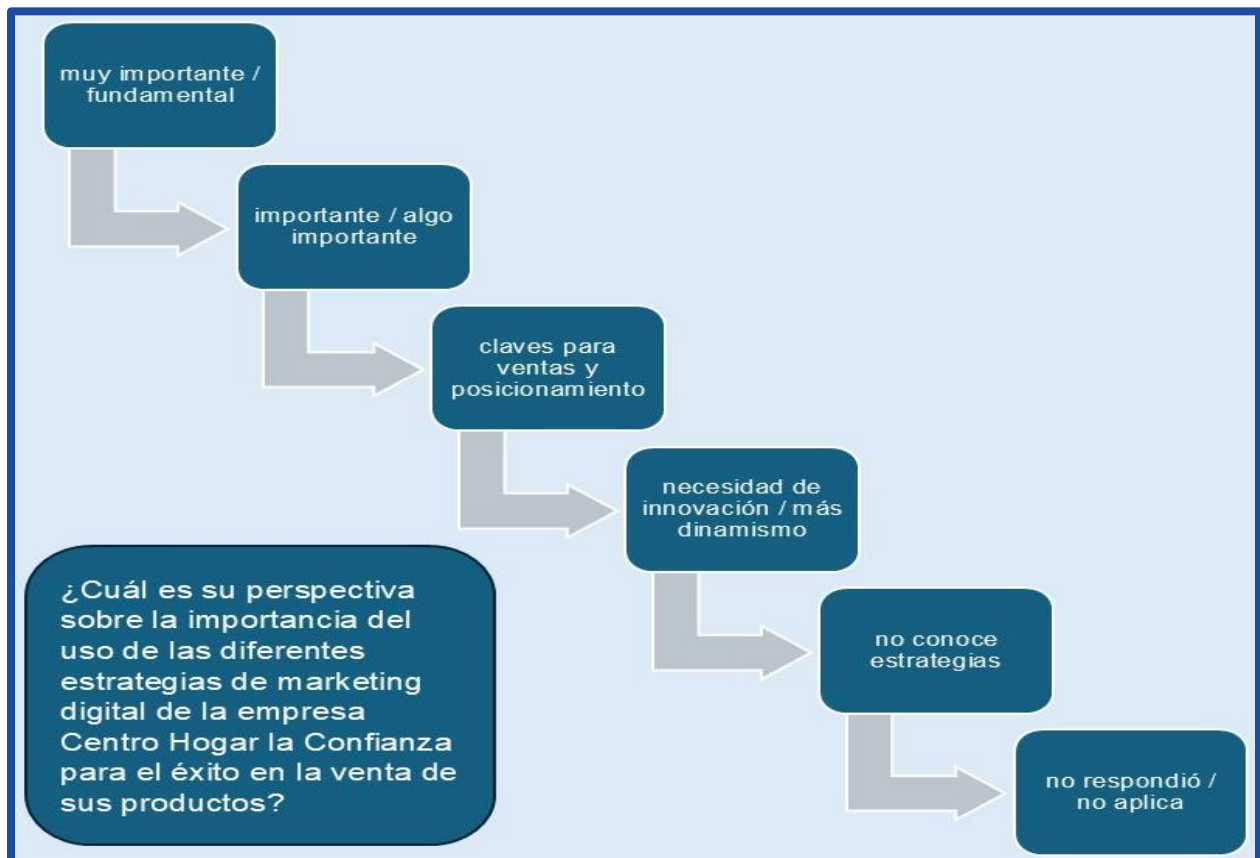 muy importante /
fundamental
importante / algo
importante
claves para
ventas y
posicionamiento
necesidad de
innovación / más
dinamismo
no conoce
estrategias
no respondió /
no aplica
¿Cuál es su perspectiva
sobre la importancia del
uso de las diferentes
estrategias de marketing
digital de la empresa
Centro Hogar la Confianza
para el éxito en la venta de
sus productos?